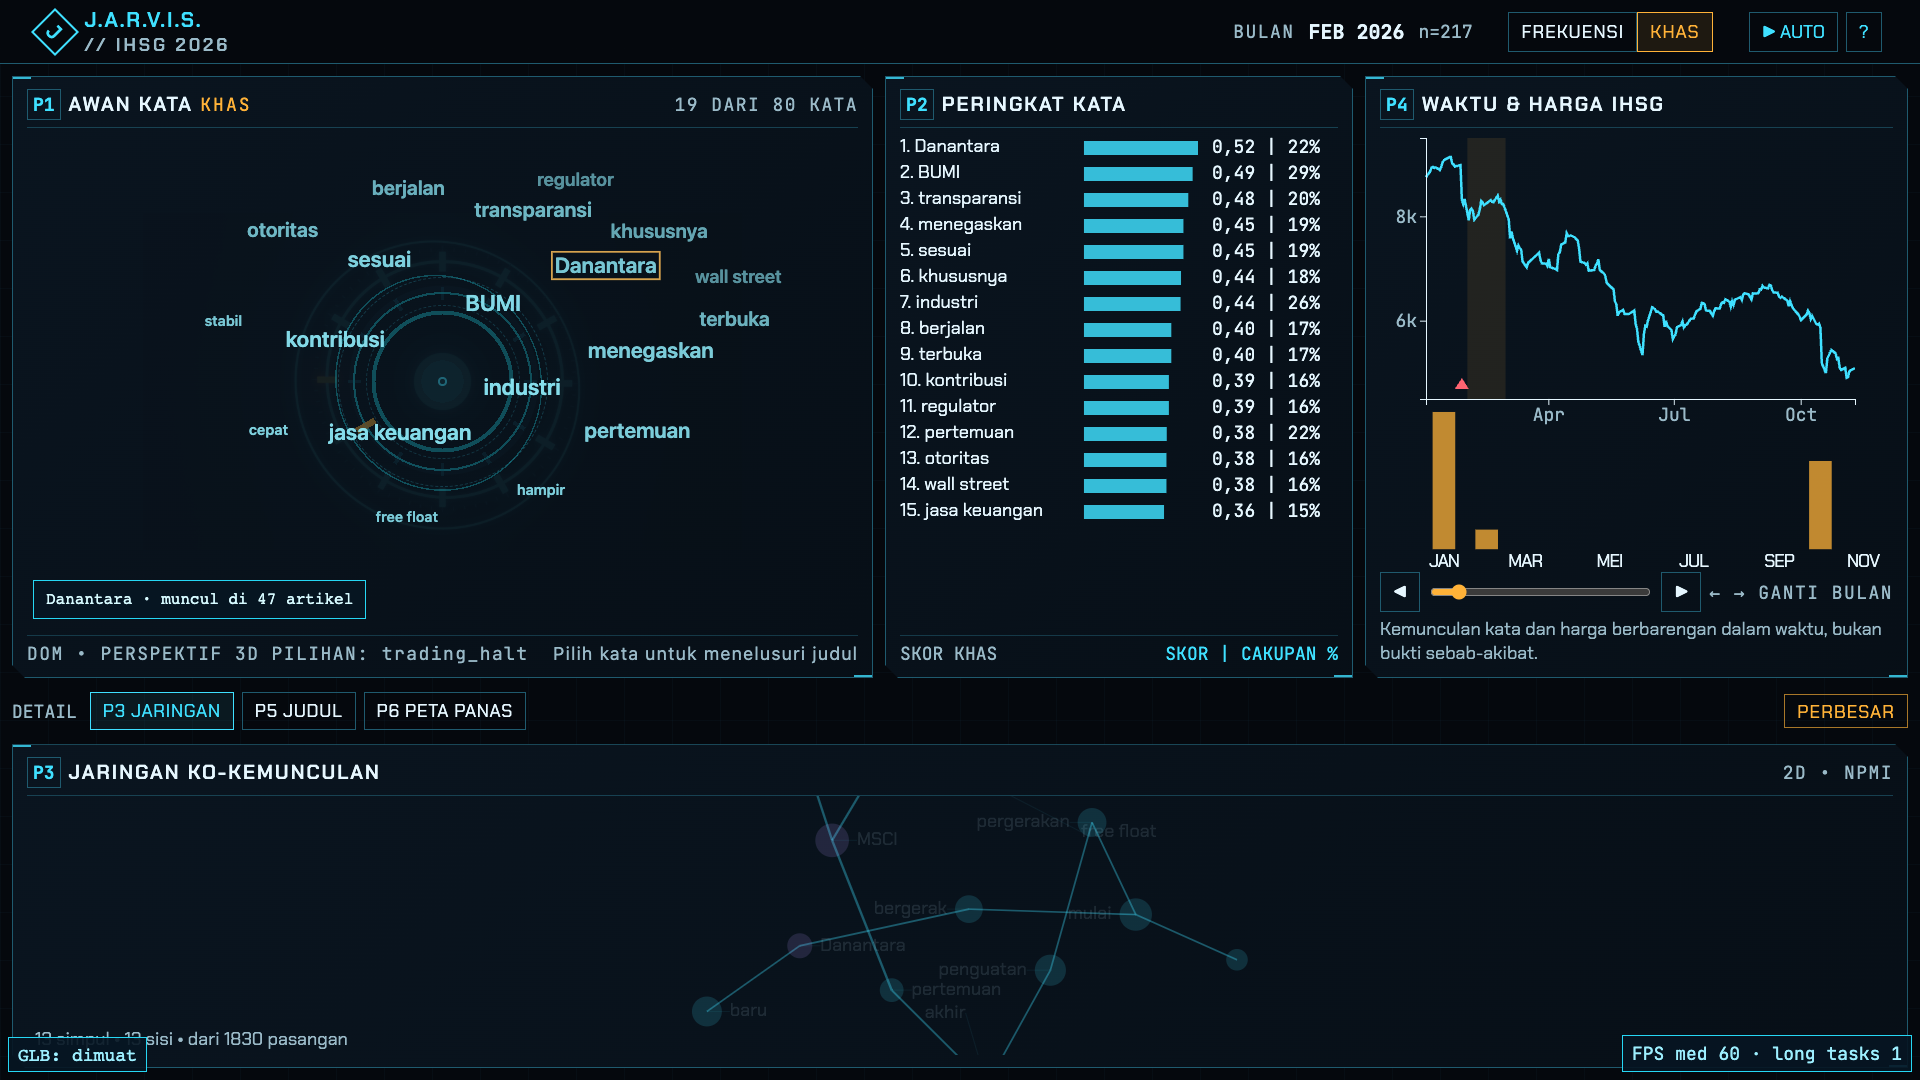 J.A.R.V.I.S.
// IHSG 2026
BULAN FEB 2026 n=217
FREKUENSI KHAS
AUTO
?
P1 AWAN KATA KHAS
19 DARI 80 KATA
regulator
berjalan
transparansi
otoritas
khususnya
sesuai
Danantara
wall street
BUMI
stabil
terbuka
kontribusi
menegaskan
industri
cepat
jasa keuangan
pertemuan
hampir
free float
Danantara · muncul di 47 artikel
DOM • PERSPEKTIF 3D PILIHAN: trading_halt
Pilih kata untuk menelusuri judul
P2 PERINGKAT KATA
1. Danantara 0,52 | 22%
2. BUMI 0,49 | 29%
3. transparansi 0,48 | 20%
4. menegaskan 0,45 | 19%
5. sesuai 0,45 | 19%
6. khususnya 0,44 | 18%
7. industri 0,44 | 26%
8. berjalan 0,40 | 17%
9. terbuka 0,40 | 17%
10. kontribusi 0,39 | 16%
11. regulator 0,39 | 16%
12. pertemuan 0,38 | 22%
13. otoritas 0,38 | 16%
14. wall street 0,38 | 16%
15. jasa keuangan 0,36 | 15%
SKOR KHAS
SKOR | CAKUPAN %
P4 WAKTU & HARGA IHSG
8k
6k
Apr Jul Oct
JAN MAR MEI JUL SEP NOV
← → GANTI BULAN
Kemunculan kata dan harga berbarengan dalam waktu, bukan
bukti sebab-akibat.
DETAIL P3 JARINGAN P5 JUDUL P6 PETA PANAS
PERBESAR
P3 JARINGAN KO-KEMUNCULAN
2D • NPMI
pergerakan
free float
MSCI
bergerak
mulai
Danantara
penguatan
pertemuan
baru
akhir
13 simpul • 13 sisi • dari 1830 pasangan
GLB: dimuat
FPS med 60 · long tasks 1